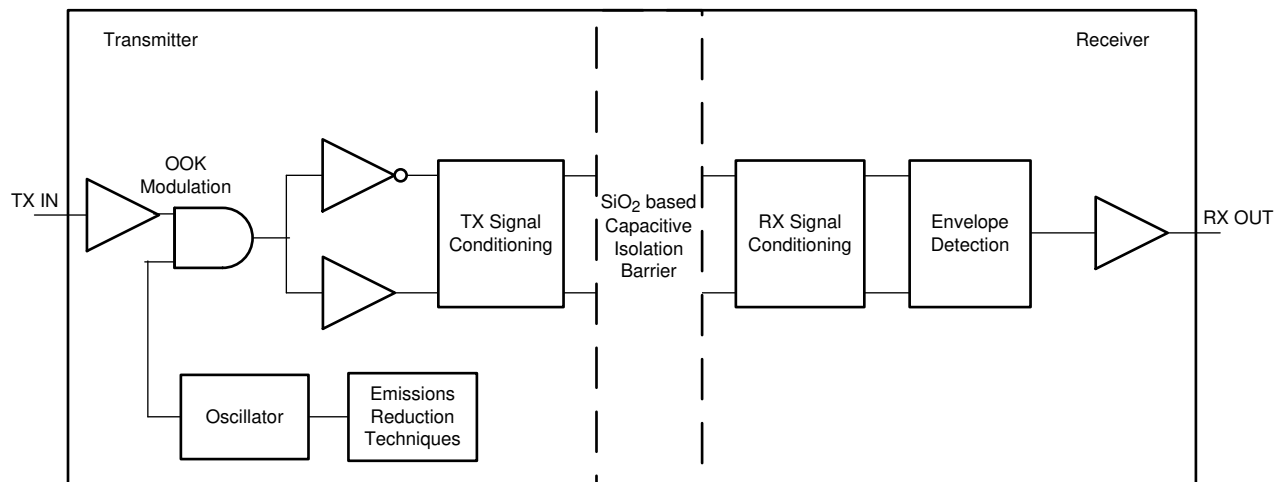 Transmitter
Receiver
OOK
Modulation
TX IN
TX Signal
Conditioning
SiO2 based
Capacitive
Isolation
Barrier
RX Signal
Conditioning
Envelope
Detection
RX OUT
Oscillator
Emissions
Reduction
Techniques